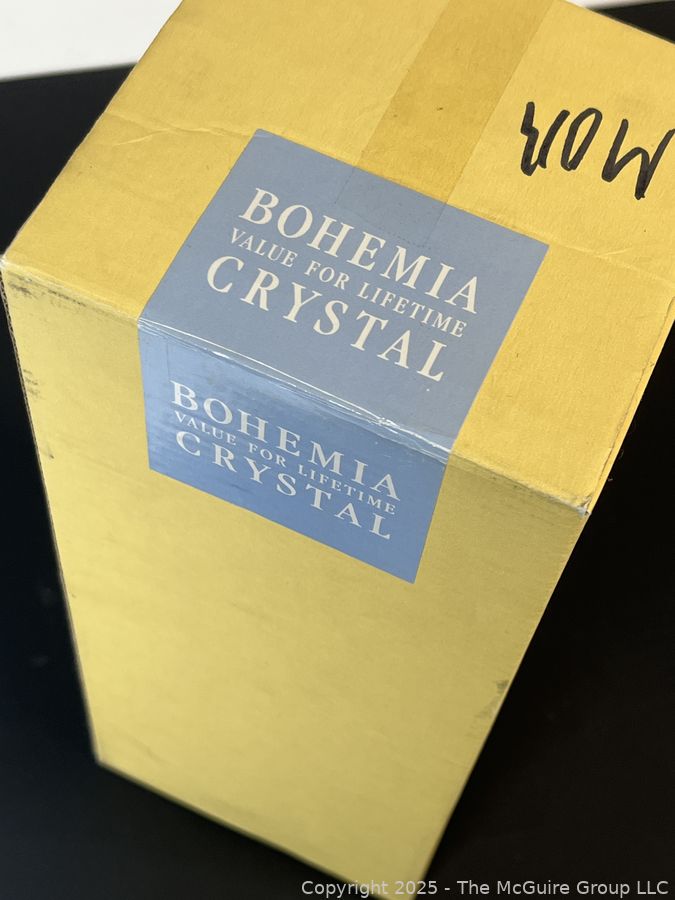 BOHEMIA
VALUE FOR LIFETIME
CRYSTAL
BOHEMIA
VALUE FOR LIFETIME
CRYSTAL
Copyright 2025 - The McGuire Group LLC